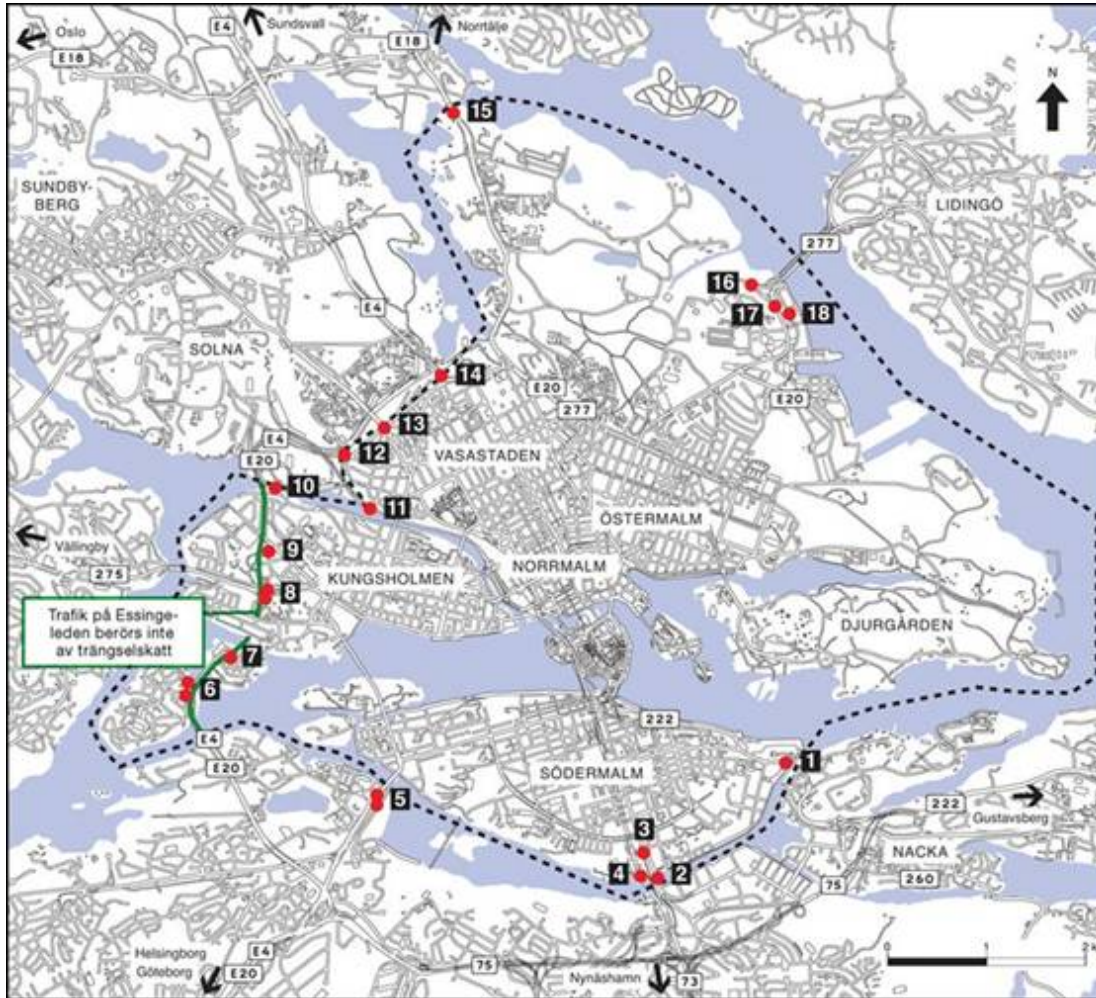 Oslo
E18
E4
Sundsvall
E18
Norrtälje
15
N
SUNDBY-
BERG
LIDINGÖ
277
16
17
18
E4
SOLNA
14
E20
277
E20
13
E4
12
VASASTADEN
E20
10
11
ÖSTERMALM
Vällingby
9
275
KUNGSHOLMEN
NORRMALM
8
Trafik på Essinge-
leden berörs inte
av trängselskatt
DJURGÅRDEN
7
6
222
E4
E20
SÖDERMALM
1
5
222
Gustavsberg
3
NACKA
4
2
75
260
Helsingborg
Göteborg
E4
E20
75
Nynäshamn
73
0
1
2 k